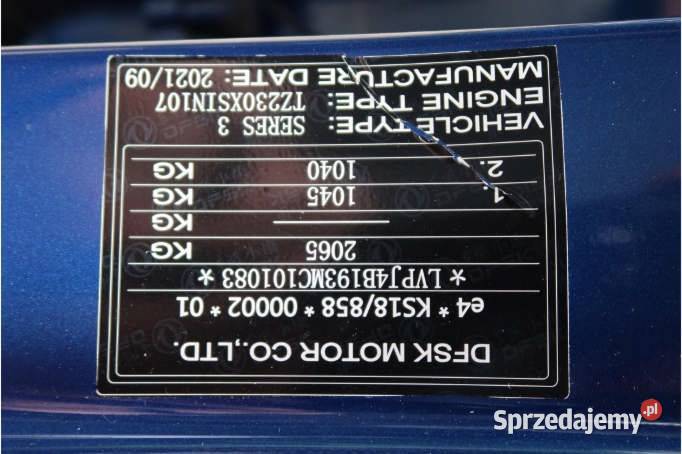 DFSK MOTOR CO.,LTD.
e4 * KS18/858 * 00002 * 01
* LVPJ4B193MC101083 *
2065 KG
——— KG
1. 1045 KG
2. 1040 KG
VEHICLE TYPE: SERES 3
ENGINE TYPE: TZ230XSIN107
MANUFACTURE DATE: 2021/09
Sprzedajemy.pl